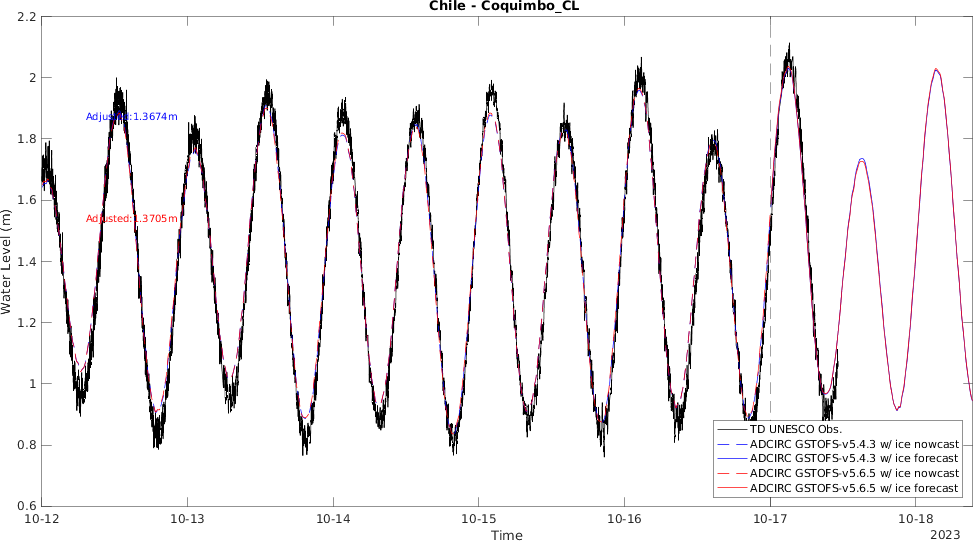 Chile - Coquimbo_CL
2.2
2
1.8
1.6
1.4
1.2
1
0.8
0.6
Water Level (m)
Adjusted:1.3674m
Adjusted:1.3705m
TD UNESCO Obs.
ADCIRC GSTOFS-v5.4.3 w/ ice nowcast
ADCIRC GSTOFS-v5.4.3 w/ ice forecast
ADCIRC GSTOFS-v5.6.5 w/ ice nowcast
ADCIRC GSTOFS-v5.6.5 w/ ice forecast
10-12 10-13 10-14 10-15 10-16 10-17 10-18
Time
2023